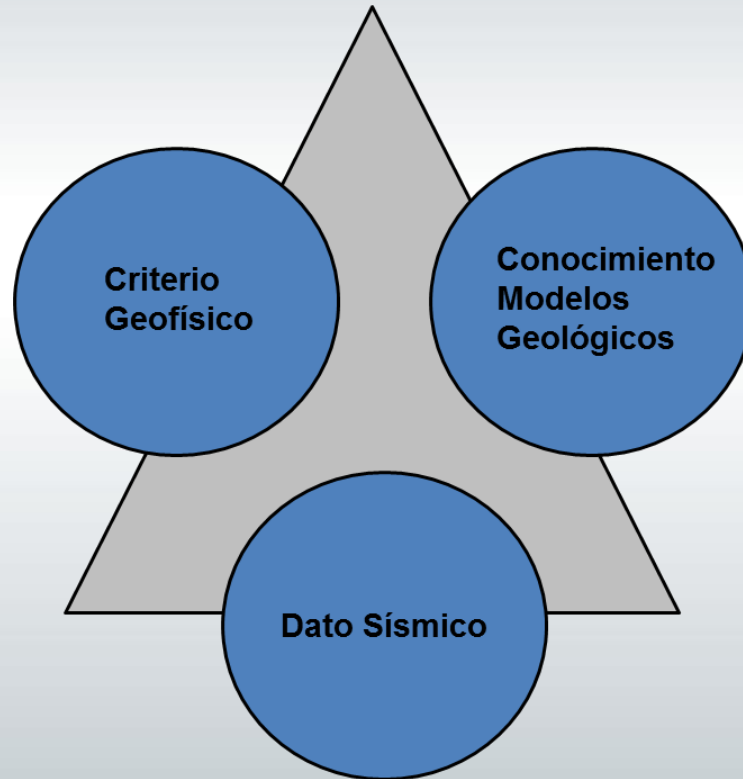 Criterio
Geofísico
Conocimiento
Modelos
Geológicos
Dato Sísmico